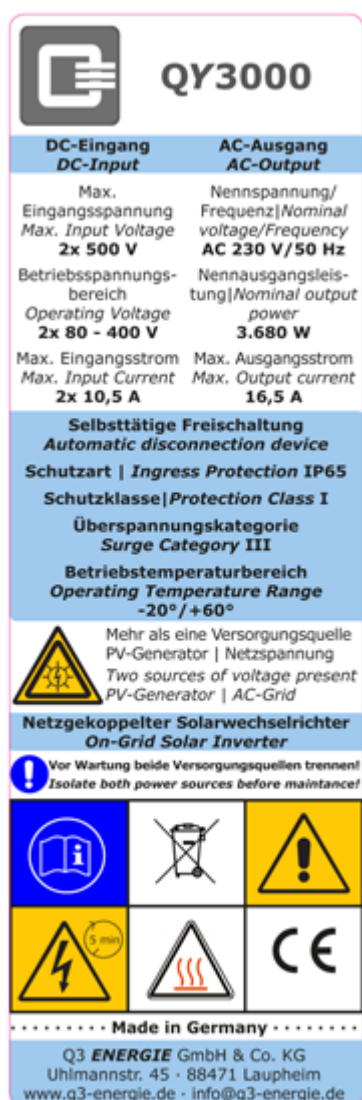 QY3000
DC-Eingang
DC-Input
AC-Ausgang
AC-Output
Max.
Eingangsspannung
Max. Input Voltage
2x 500 V
Nennspannung/
Frequenz|Nominal
voltage/Frequency
AC 230 V/50 Hz
Betriebsspannungs-
bereich
Operating Voltage
2x 80 - 400 V
Nennausgangsleis-
tung|Nominal output
power
3.680 W
Max. Eingangsstrom
Max. Input Current
2x 10,5 A
Max. Ausgangsstrom
Max. Output current
16,5 A
Selbsttätige Freischaltung
Automatic disconnection device
Schutzart | Ingress Protection IP65
Schutzklasse|Protection Class I
Überspannungskategorie
Surge Category III
Betriebstemperaturbereich
Operating Temperature Range
-20°/+60°
Mehr als eine Versorgungsquelle
PV-Generator | Netzspannung
Two sources of voltage present
PV-Generator | AC-Grid
Netzgekoppelter Solarwechselrichter
On-Grid Solar Inverter
Vor Wartung beide Versorgungsquellen trennen!
Isolate both power sources before maintance!
5 min
CE
Made in Germany
Q3 ENERGIE GmbH & Co. KG
Uhlmannstr. 45 · 88471 Laupheim
www.q3-energie.de · info@q3-energie.de